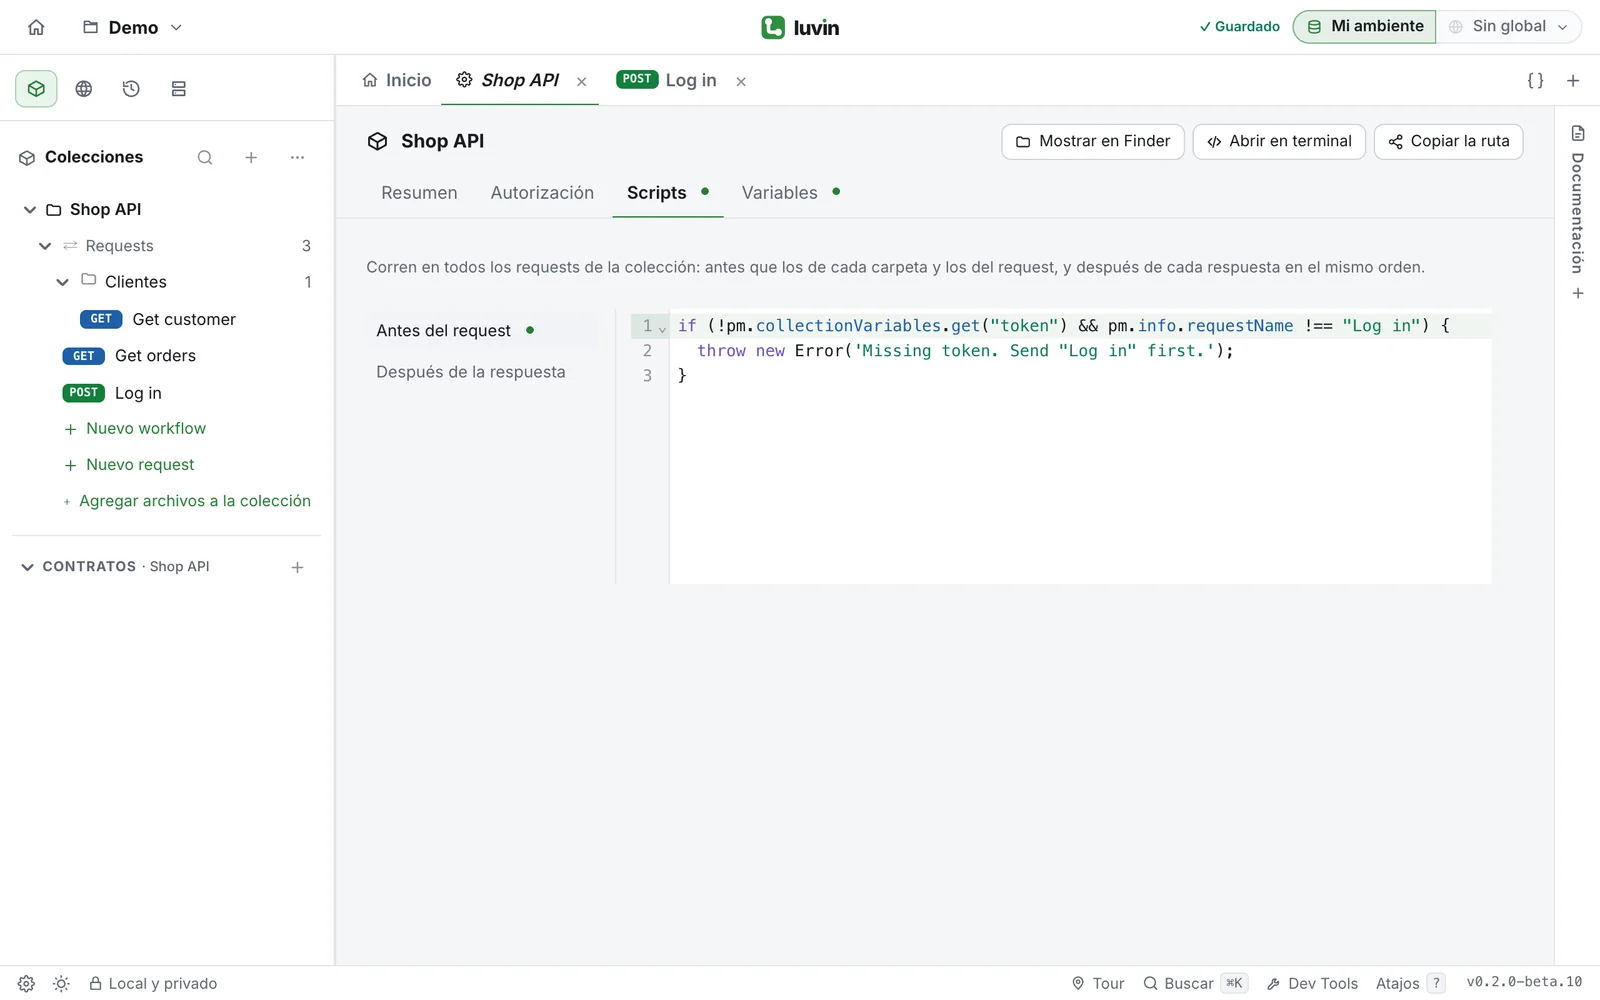 Demo
luvin
Guardado
Mi ambiente
Sin global
Inicio
Shop API
POST Log in
{ }
Colecciones
Shop API
Requests 3
Clientes 1
GET Get customer
GET Get orders
POST Log in
+ Nuevo workflow
+ Nuevo request
+ Agregar archivos a la colección
CONTRATOS · Shop API
Shop API
Mostrar en Finder
Abrir en terminal
Copiar la ruta
Resumen
Autorización
Scripts
Variables
Corren en todos los requests de la colección: antes que los de cada carpeta y los del request, y después de cada respuesta en el mismo orden.
Antes del request
Después de la respuesta
1 if (!pm.collectionVariables.get("token") && pm.info.requestName !== "Log in") {
2 throw new Error('Missing token. Send "Log in" first.');
3 }
Documentación
Local y privado
Tour
Buscar ⌘K
Dev Tools
Atajos ?
v0.2.0-beta.10